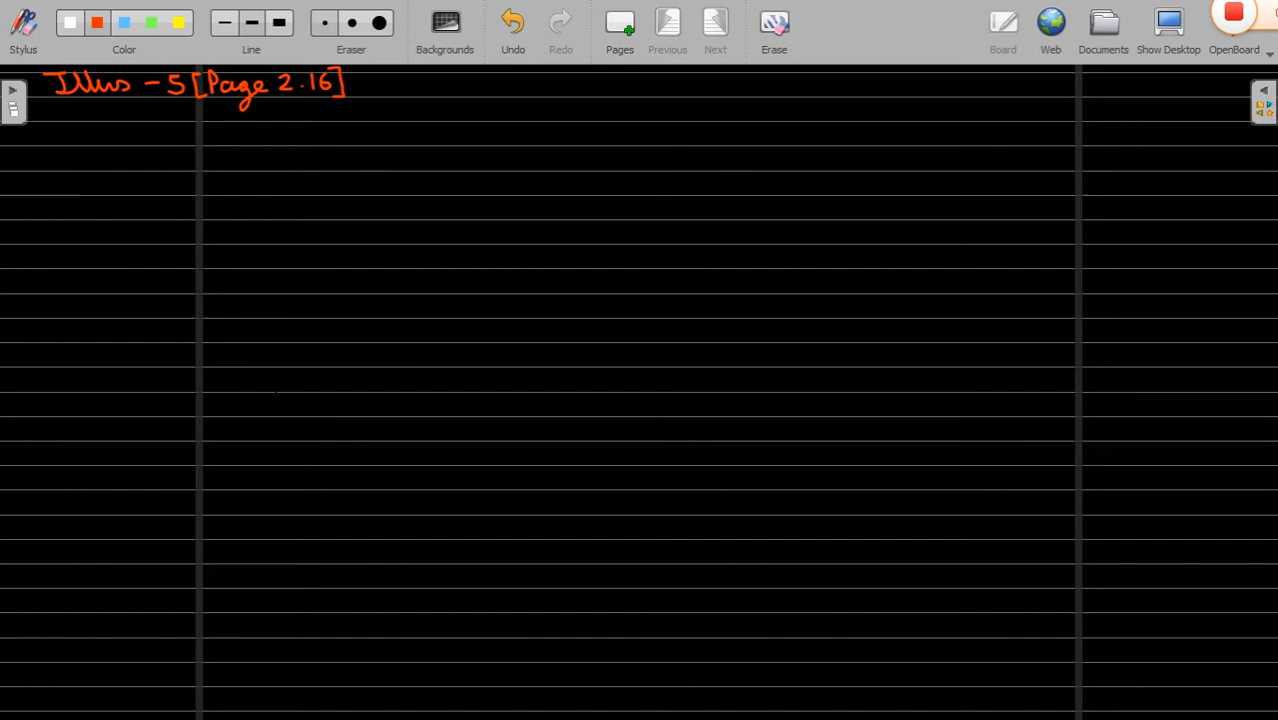 Stylus Color Line Eraser Backgrounds Undo Redo Pages Previous Next Erase Board Web Documents Show Desktop OpenBoard
Illus - 5 [Page 2.16]